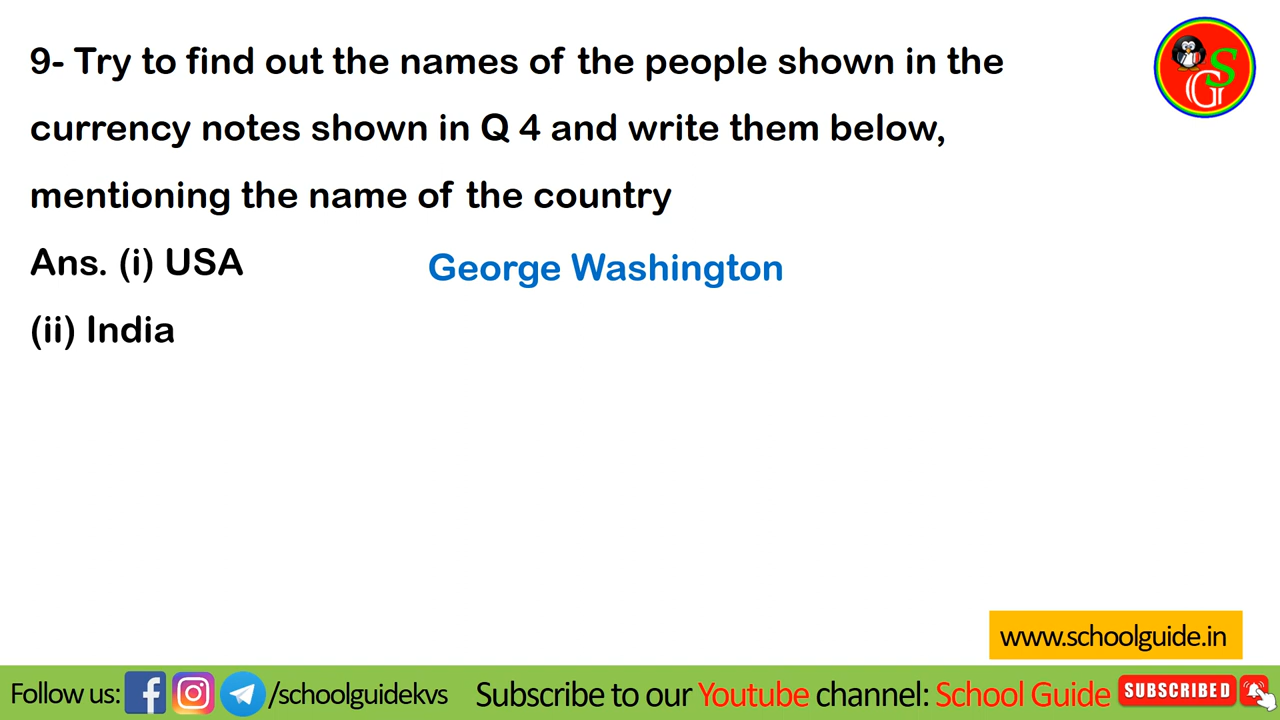 9- Try to find out the names of the people shown in the
currency notes shown in Q 4 and write them below,
mentioning the name of the country
Ans. (i) USA George Washington
(ii) India
S
G
www.schoolguide.in
Follow us: /schoolguidekvs Subscribe to our Youtube channel: School Guide SUBSCRIBED